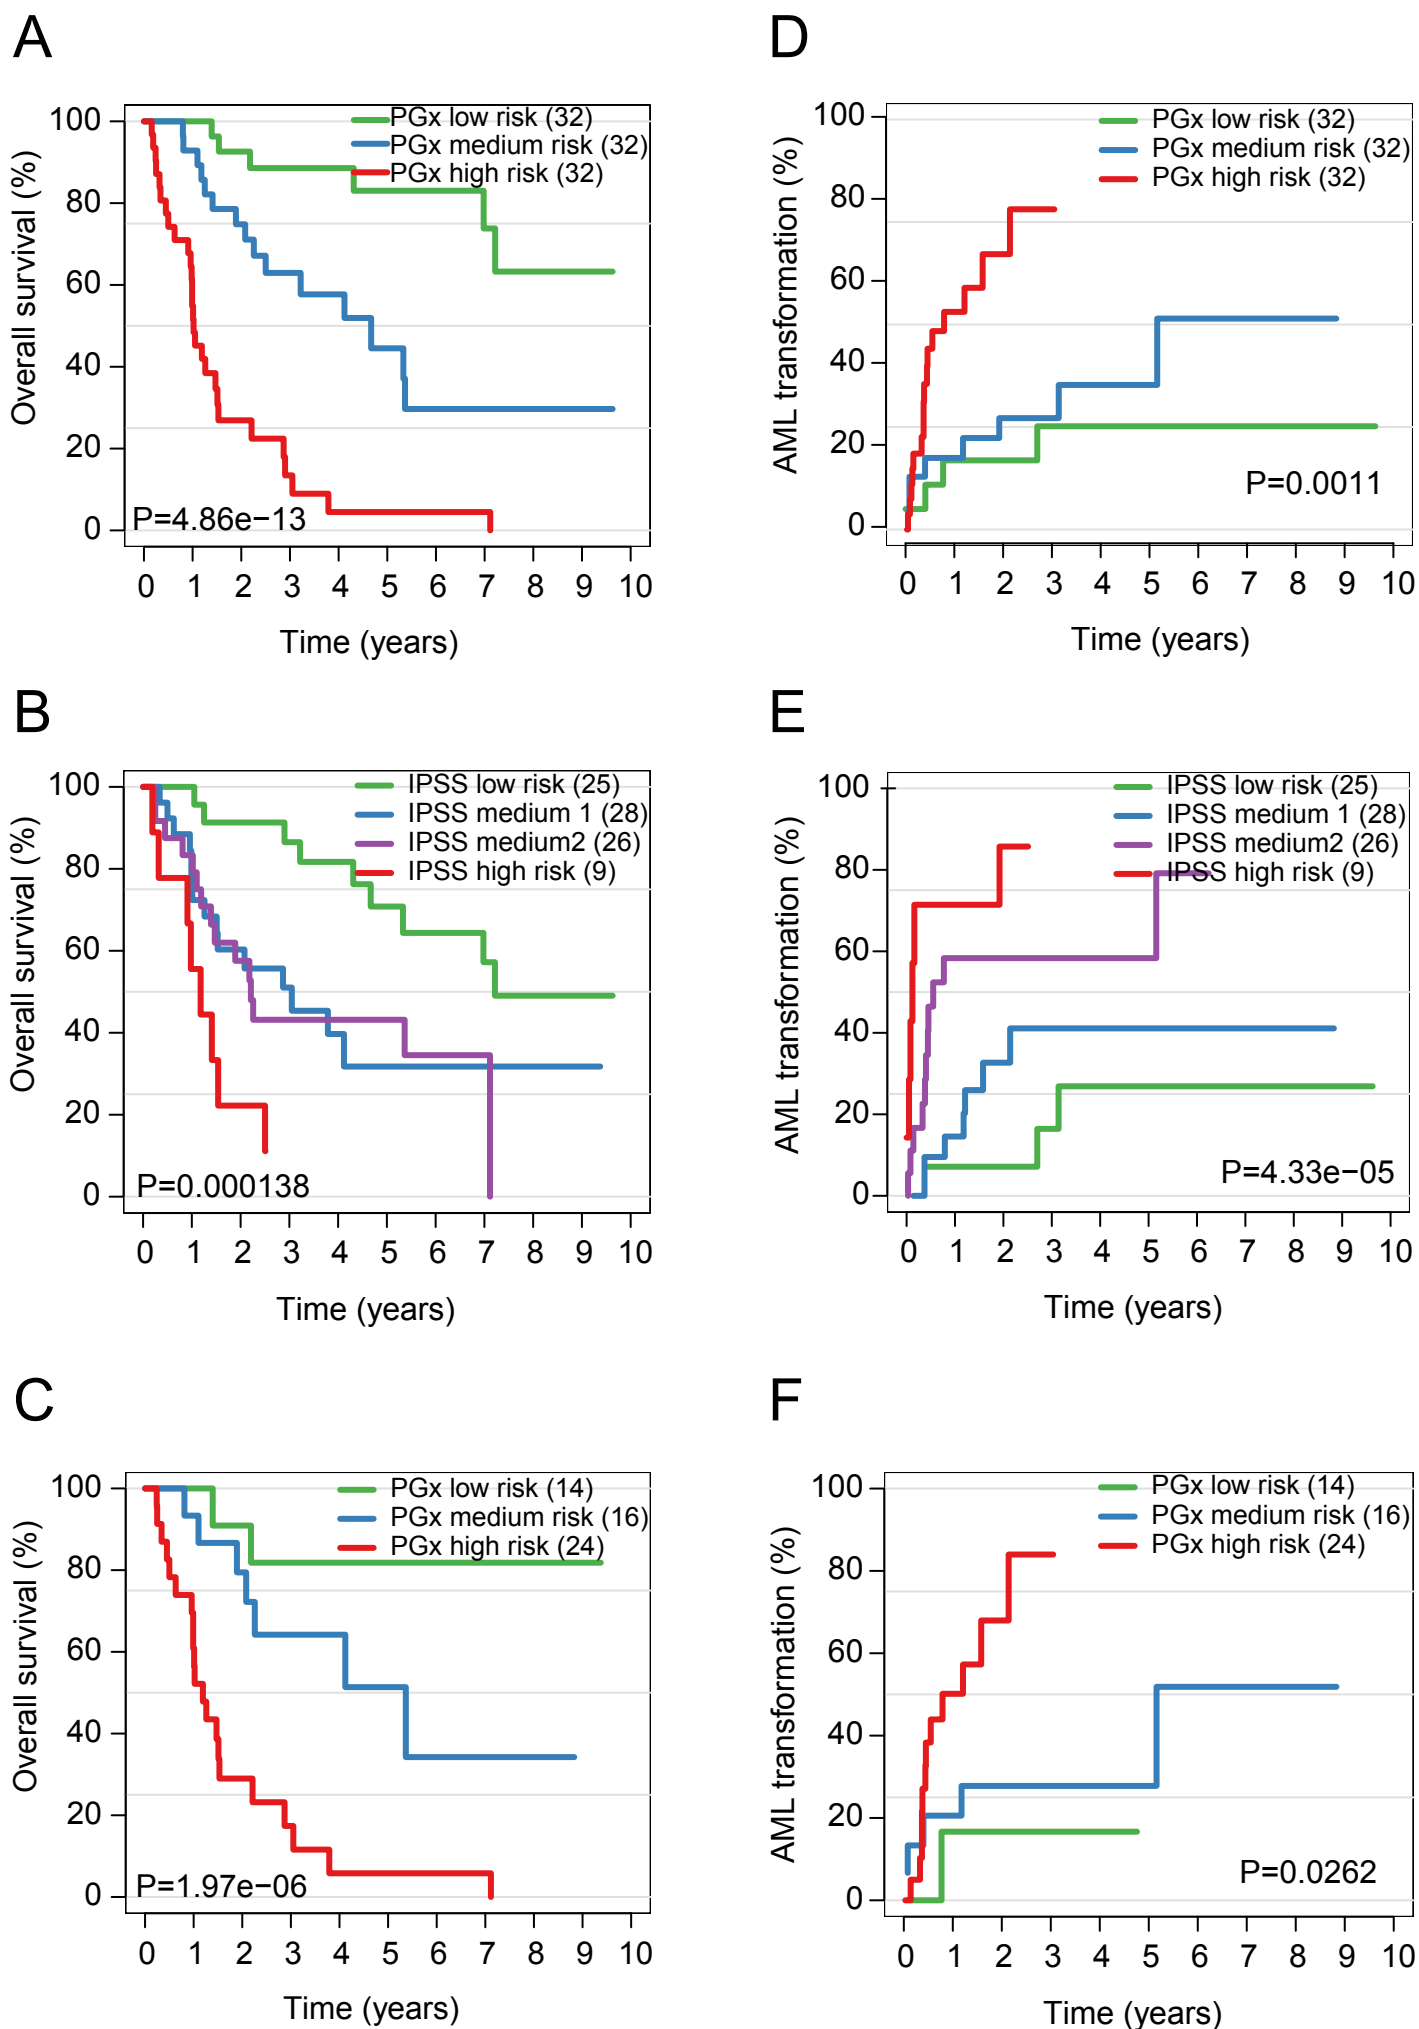 A
Overall survival (%)
100
80
60
40
20
0
PGx low risk (32)
PGx medium risk (32)
PGx high risk (32)
P=4.86e−13
0 1 2 3 4 5 6 7 8 9 10
Time (years)
D
AML transformation (%)
100
80
60
40
20
0
PGx low risk (32)
PGx medium risk (32)
PGx high risk (32)
P=0.0011
0 1 2 3 4 5 6 7 8 9 10
Time (years)
B
Overall survival (%)
100
80
60
40
20
0
IPSS low risk (25)
IPSS medium 1 (28)
IPSS medium2 (26)
IPSS high risk (9)
P=0.000138
0 1 2 3 4 5 6 7 8 9 10
Time (years)
E
AML transformation (%)
100
80
60
40
20
0
IPSS low risk (25)
IPSS medium 1 (28)
IPSS medium2 (26)
IPSS high risk (9)
P=4.33e−05
0 1 2 3 4 5 6 7 8 9 10
Time (years)
C
Overall survival (%)
100
80
60
40
20
0
PGx low risk (14)
PGx medium risk (16)
PGx high risk (24)
P=1.97e−06
0 1 2 3 4 5 6 7 8 9 10
Time (years)
F
AML transformation (%)
100
80
60
40
20
0
PGx low risk (14)
PGx medium risk (16)
PGx high risk (24)
P=0.0262
0 1 2 3 4 5 6 7 8 9 10
Time (years)